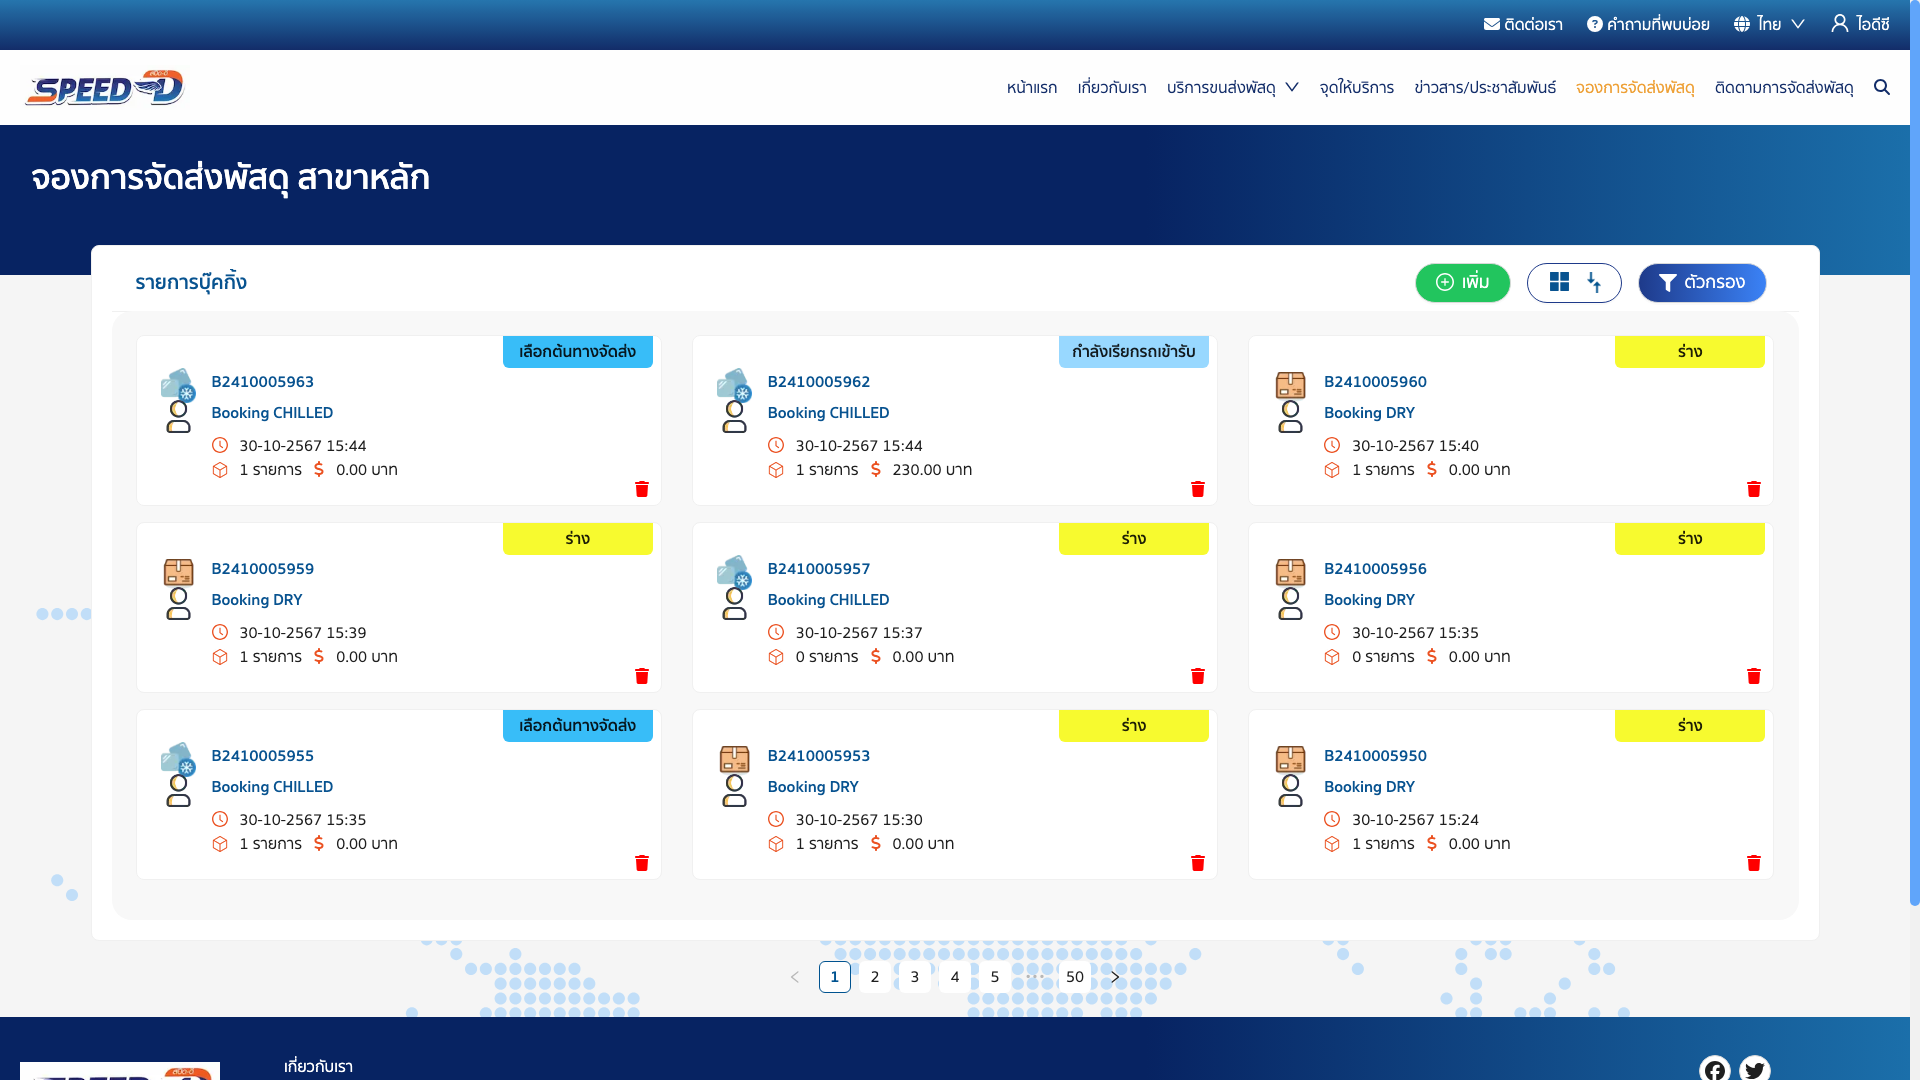 ติดต่อเรา
คำถามที่พบบ่อย
ไทย
ไอดีซี
SPEED-D
สปีด-ดี
หน้าแรก
เกี่ยวกับเรา
บริการขนส่งพัสดุ
จุดให้บริการ
ข่าวสาร/ประชาสัมพันธ์
จองการจัดส่งพัสดุ
ติดตามการจัดส่งพัสดุ
จองการจัดส่งพัสดุ สาขาหลัก
รายการบุ๊คกิ้ง
เพิ่ม
ตัวกรอง
เลือกต้นทางจัดส่ง
B2410005963
Booking CHILLED
30-10-2567 15:44
1 รายการ $ 0.00 บาท
กำลังเรียกรถเข้ารับ
B2410005962
Booking CHILLED
30-10-2567 15:44
1 รายการ $ 230.00 บาท
ร่าง
B2410005960
Booking DRY
30-10-2567 15:40
1 รายการ $ 0.00 บาท
ร่าง
B2410005959
Booking DRY
30-10-2567 15:39
1 รายการ $ 0.00 บาท
ร่าง
B2410005957
Booking CHILLED
30-10-2567 15:37
0 รายการ $ 0.00 บาท
ร่าง
B2410005956
Booking DRY
30-10-2567 15:35
0 รายการ $ 0.00 บาท
เลือกต้นทางจัดส่ง
B2410005955
Booking CHILLED
30-10-2567 15:35
1 รายการ $ 0.00 บาท
ร่าง
B2410005953
Booking DRY
30-10-2567 15:30
1 รายการ $ 0.00 บาท
ร่าง
B2410005950
Booking DRY
30-10-2567 15:24
1 รายการ $ 0.00 บาท
1 2 3 4 5 ••• 50
เกี่ยวกับเรา
SPEED-D
สปีด-ดี